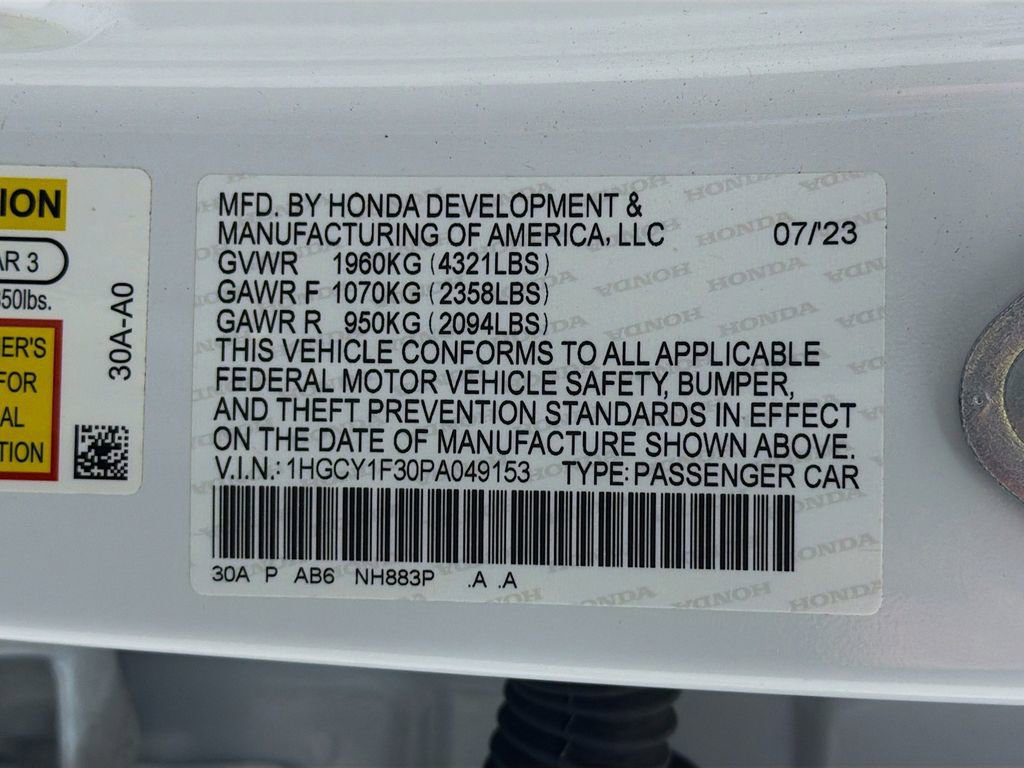 ION
AR 3
50lbs.
ER'S
FOR
AL
TION
30A-A0
MFD. BY HONDA DEVELOPMENT &
MANUFACTURING OF AMERICA, LLC 07/'23
GVWR 1960KG (4321LBS)
GAWR F 1070KG (2358LBS)
GAWR R 950KG (2094LBS)
THIS VEHICLE CONFORMS TO ALL APPLICABLE
FEDERAL MOTOR VEHICLE SAFETY, BUMPER,
AND THEFT PREVENTION STANDARDS IN EFFECT
ON THE DATE OF MANUFACTURE SHOWN ABOVE.
V.I.N.: 1HGCY1F30PA049153 TYPE: PASSENGER CAR
30A P AB6 NH883P .A .A